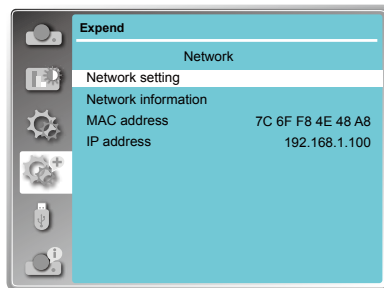 Expend
Network
Network setting
Network information
MAC address 7C 6F F8 4E 48 A8
IP address 192.168.1.100